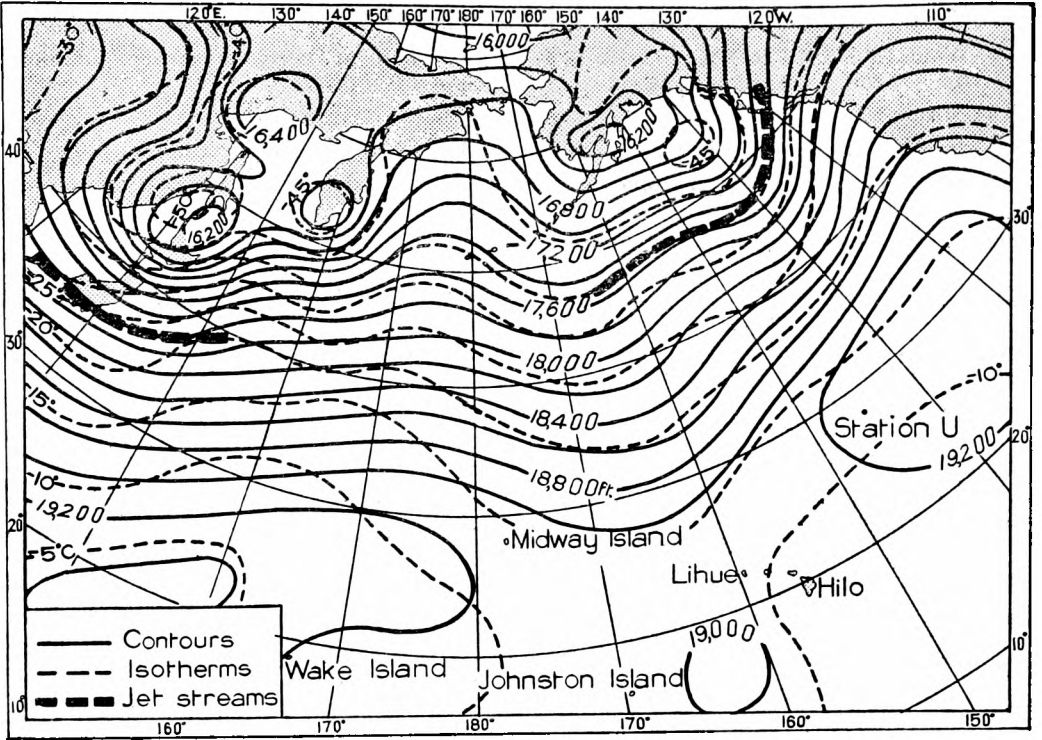 120°E. 130° 140° 150° 160° 170° 180° 170° 160° 150° 140° 120°W. 110°
16,000
16,400
16,200
-45
40°
-45°
-50
16,200
16,800
17,200
30°
-25
17,600
-20°
30°
18,000
-10°
-15°
18,400
Station U
20°
19,200
18,800 ft.
-10°
19,200
20°
Midway Island
-5°C
Lihue
Hilo
19,000
Contours
Isotherms
Jet streams
Wake Island
Johnston Island
10°
10°
160° 170° 180° 170° 160° 150°